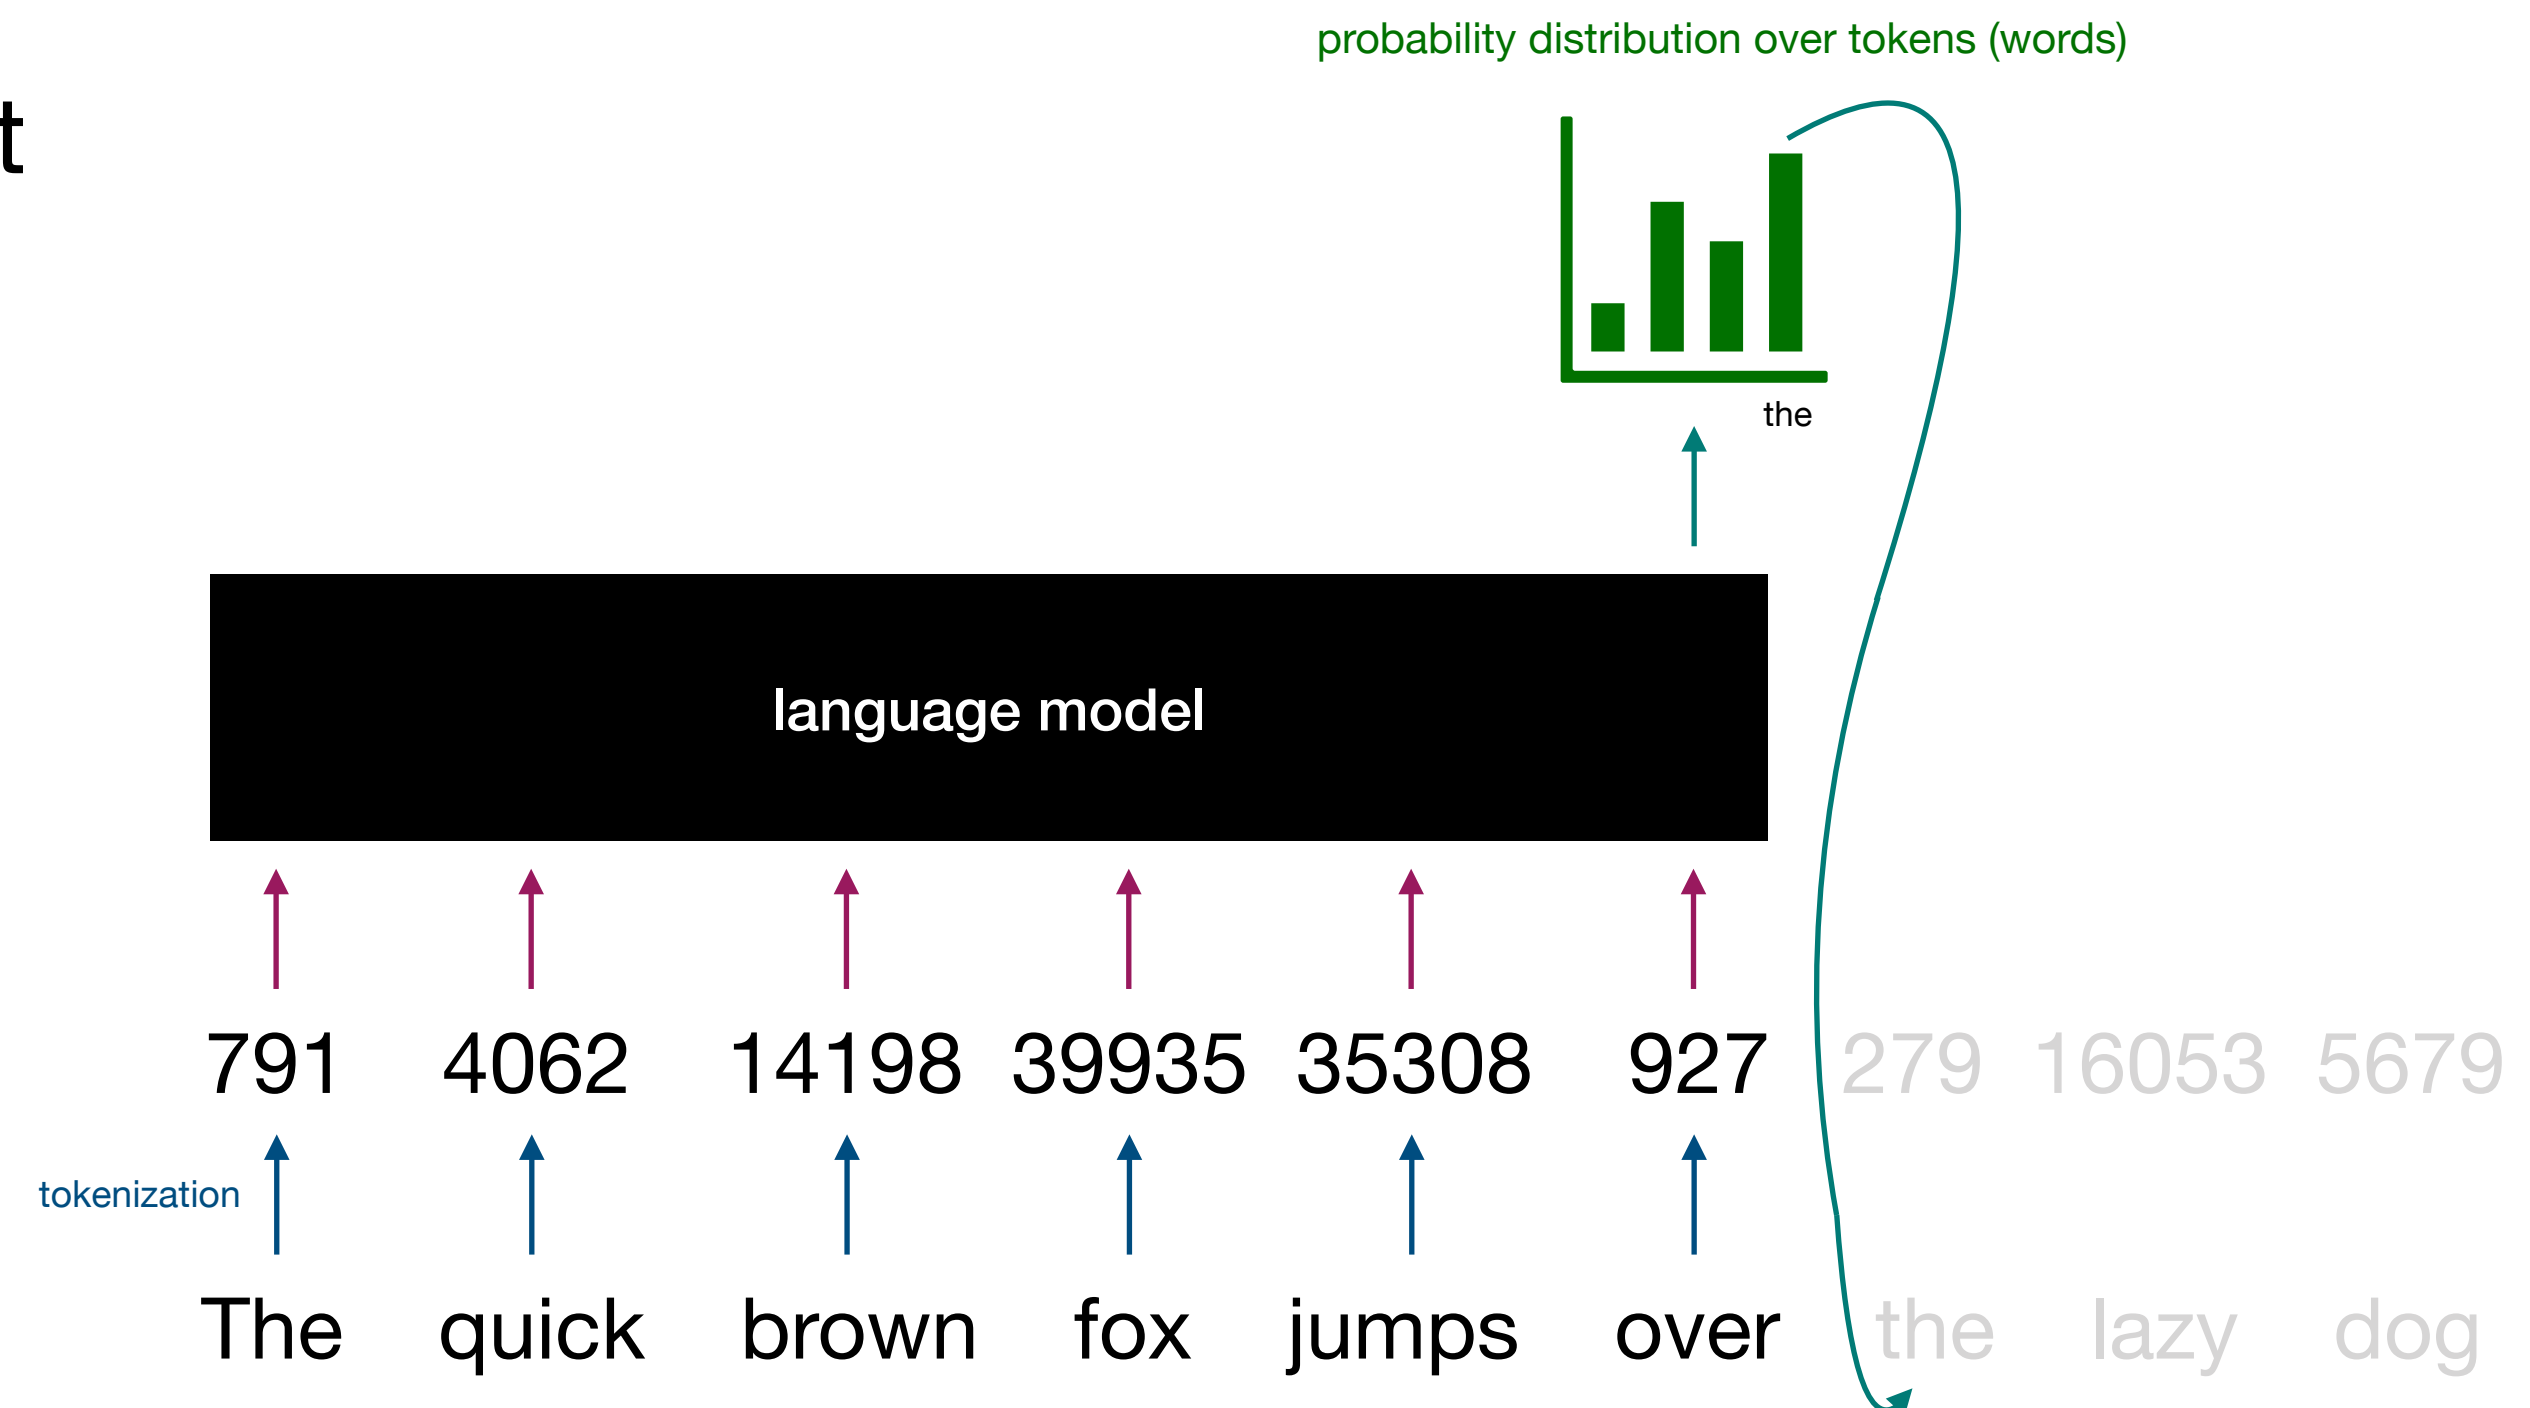 probability distribution over tokens (words)
t
the
language model
791 4062 14198 39935 35308 927 279 16053 5679
tokenization
The quick brown fox jumps over the lazy dog